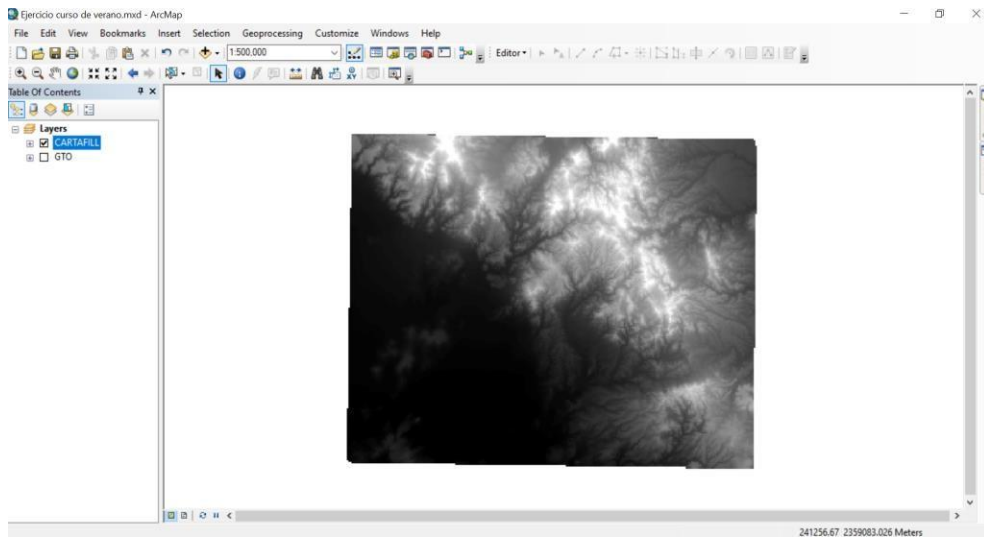 Ejercicio curso de verano.mxd - ArcMap
File Edit View Bookmarks Insert Selection Geoprocessing Customize Windows Help
1:500,000
Editor
Table Of Contents
Layers
CARTAFILL
GTO
241256.67 2359083.026 Meters